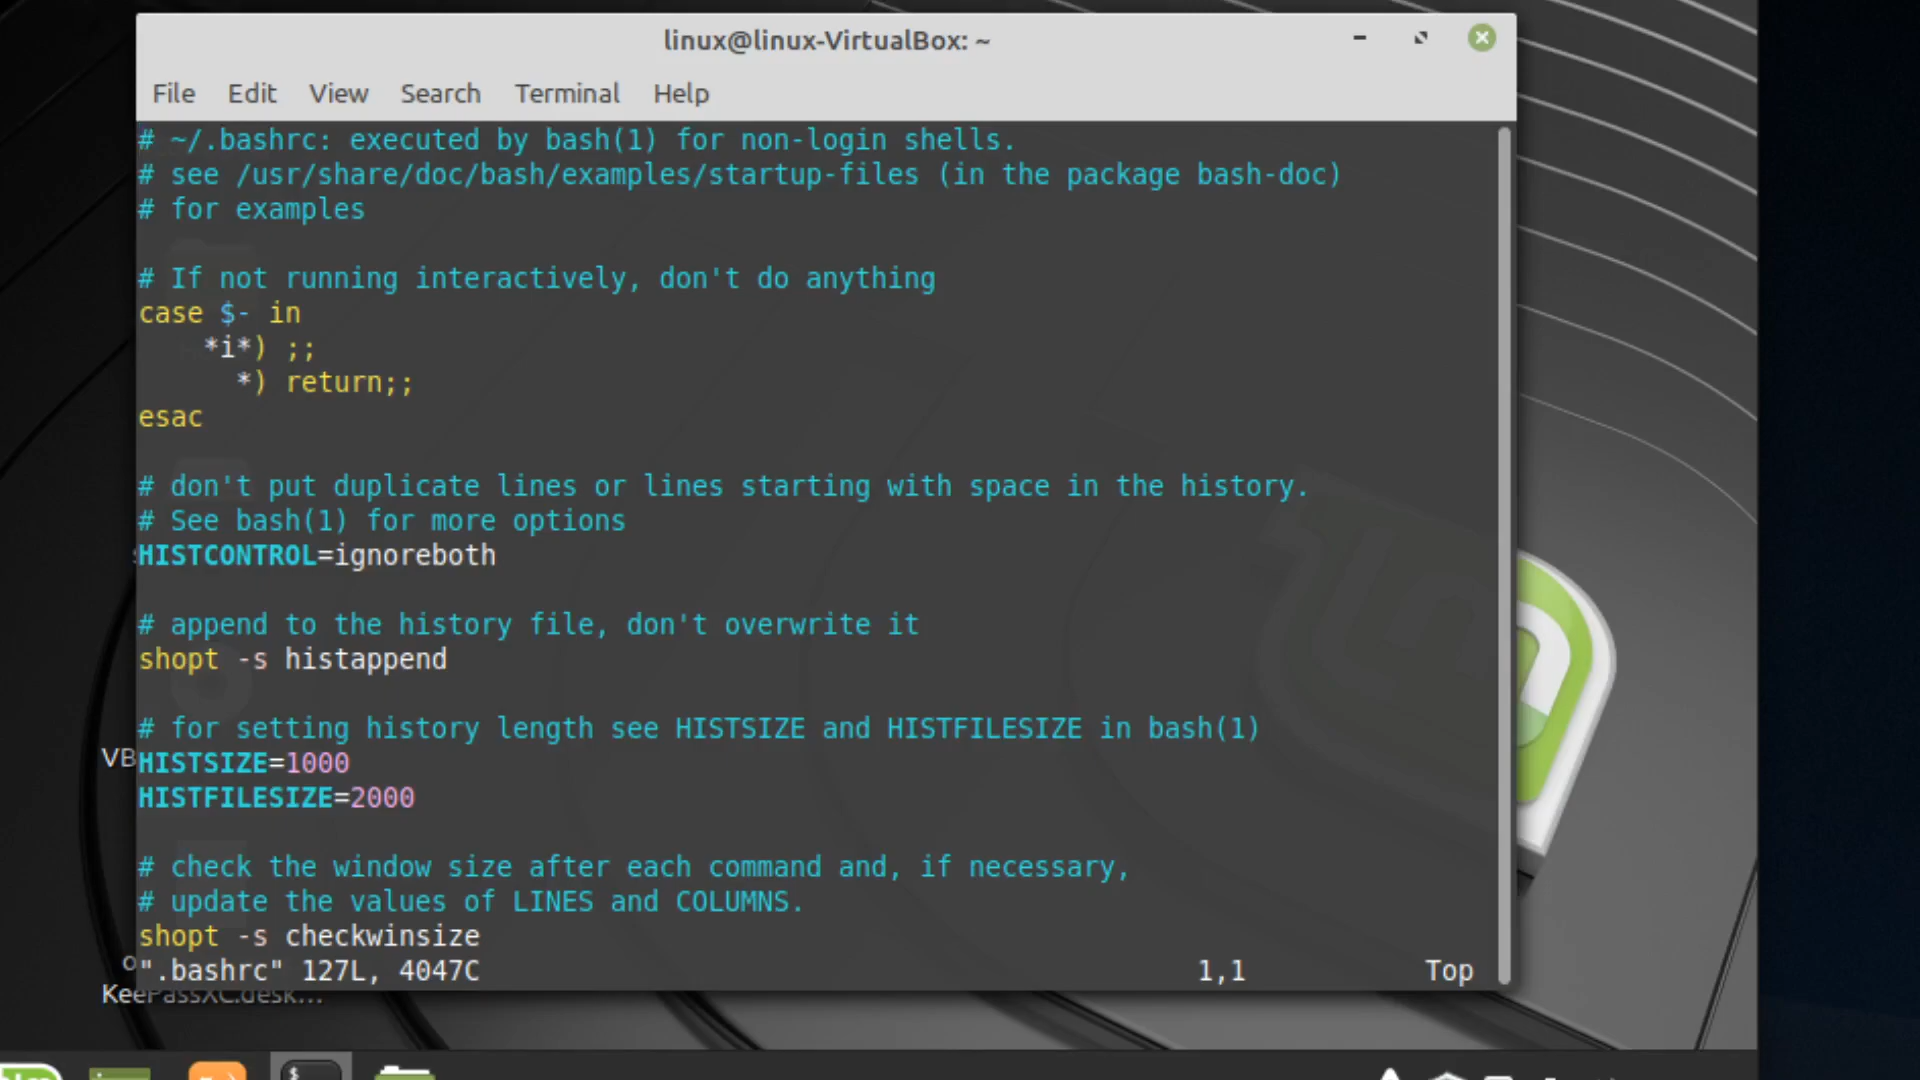 linux@linux-VirtualBox: ~
File Edit View Search Terminal Help
# ~/.bashrc: executed by bash(1) for non-login shells.
# see /usr/share/doc/bash/examples/startup-files (in the package bash-doc)
# for examples
# If not running interactively, don't do anything
case $- in
*i*) ;;
*) return;;
esac
# don't put duplicate lines or lines starting with space in the history.
# See bash(1) for more options
HISTCONTROL=ignoreboth
# append to the history file, don't overwrite it
shopt -s histappend
# for setting history length see HISTSIZE and HISTFILESIZE in bash(1)
VB
HISTSIZE=1000
HISTFILESIZE=2000
# check the window size after each command and, if necessary,
# update the values of LINES and COLUMNS.
shopt -s checkwinsize
".bashrc" 127L, 4047C 1,1 Top
KeePassXC.desk...